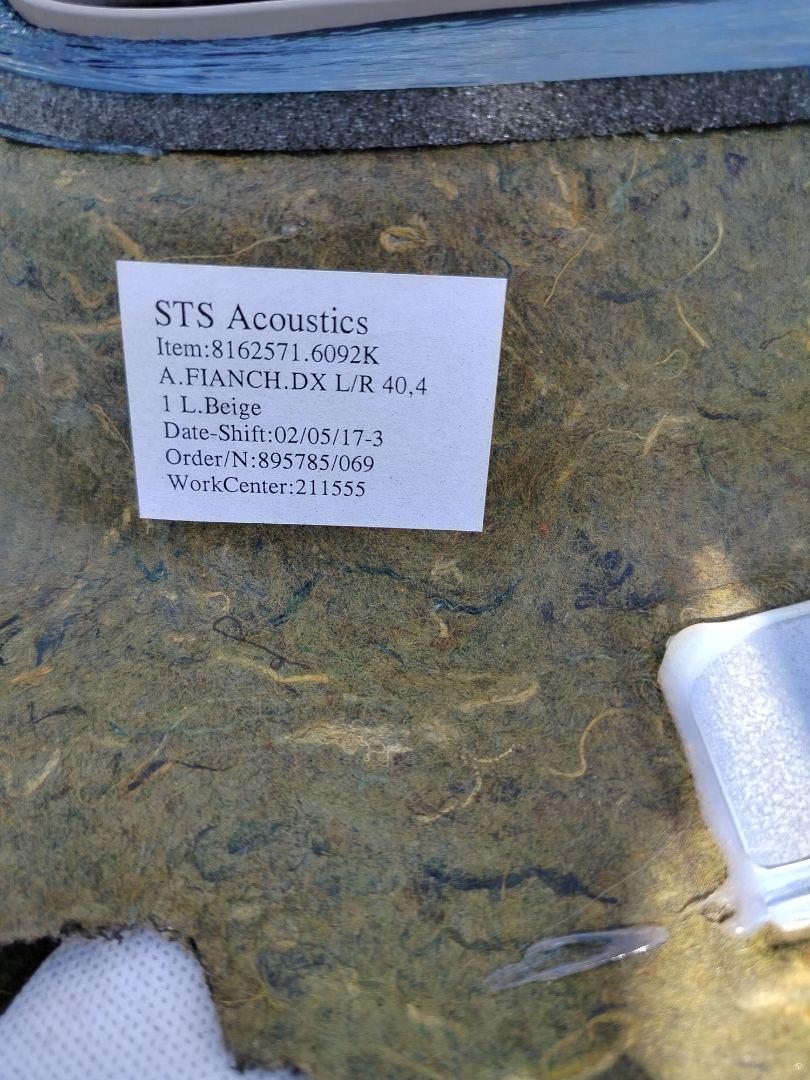 STS Acoustics
Item:8162571.6092K
A.FIANCH.DX L/R 40,4
1 L.Beige
Date-Shift:02/05/17-3
Order/N:895785/069
WorkCenter:211555